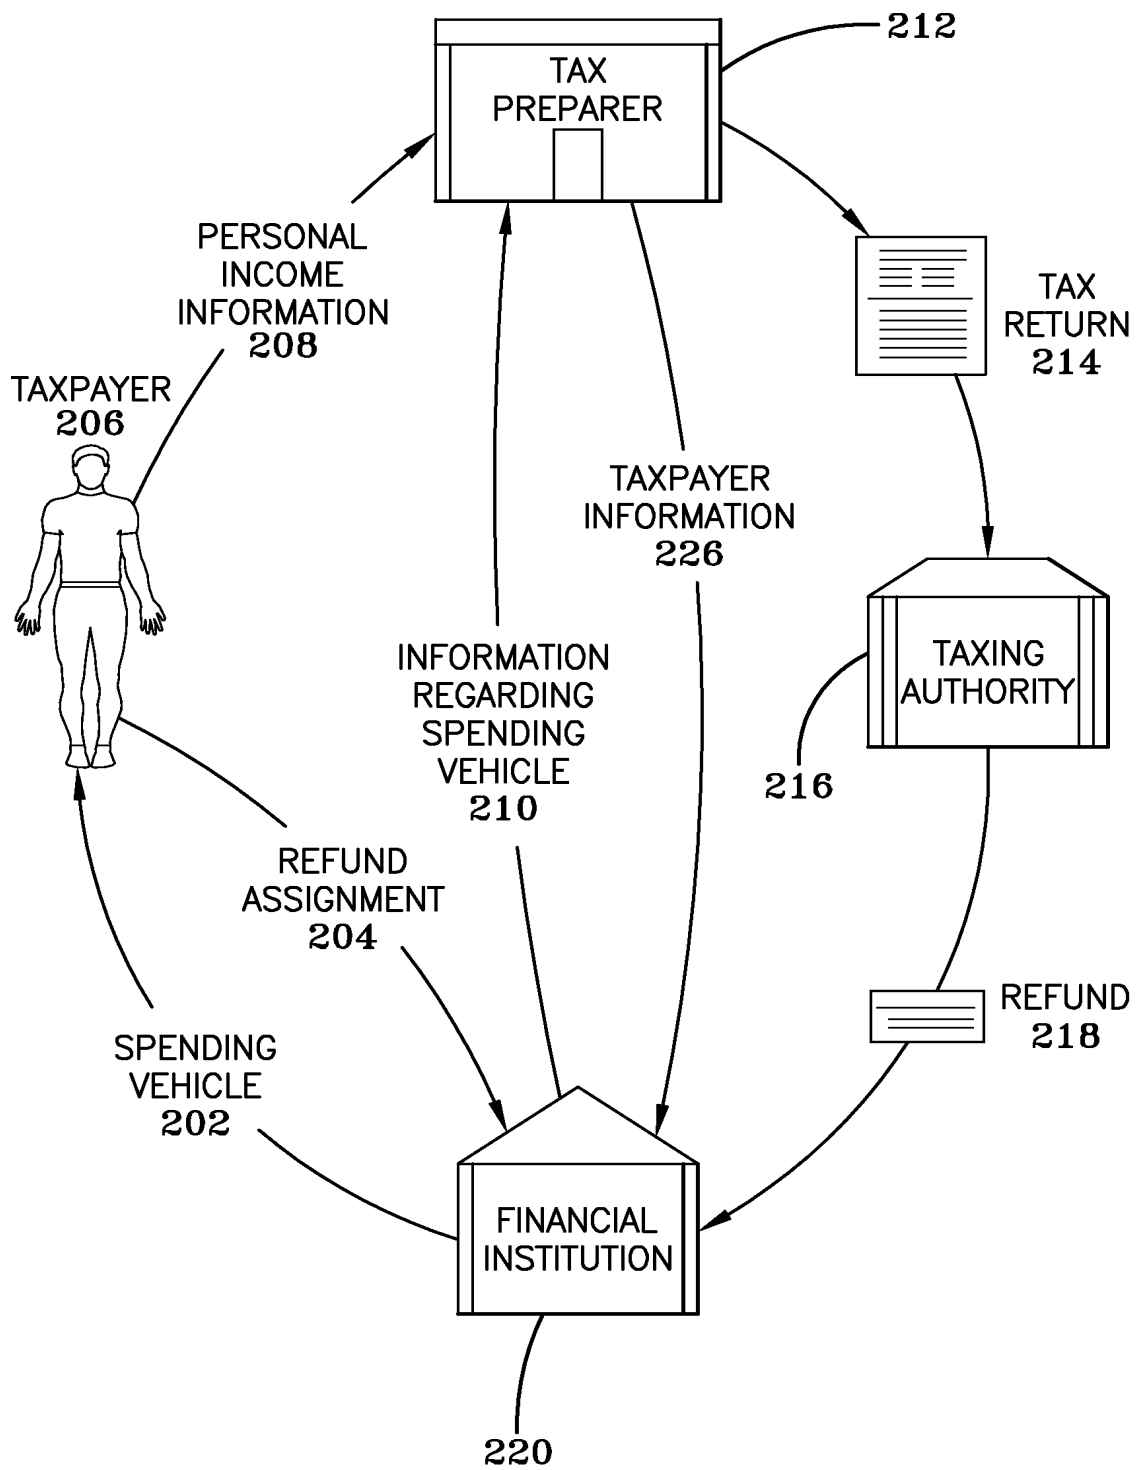 212
TAX
PREPARER
PERSONAL
INCOME
INFORMATION
208
TAX
RETURN
214
TAXPAYER
206
TAXPAYER
INFORMATION
226
INFORMATION
REGARDING
SPENDING
VEHICLE
210
TAXING
AUTHORITY
216
REFUND
ASSIGNMENT
204
REFUND
218
SPENDING
VEHICLE
202
FINANCIAL
INSTITUTION
220